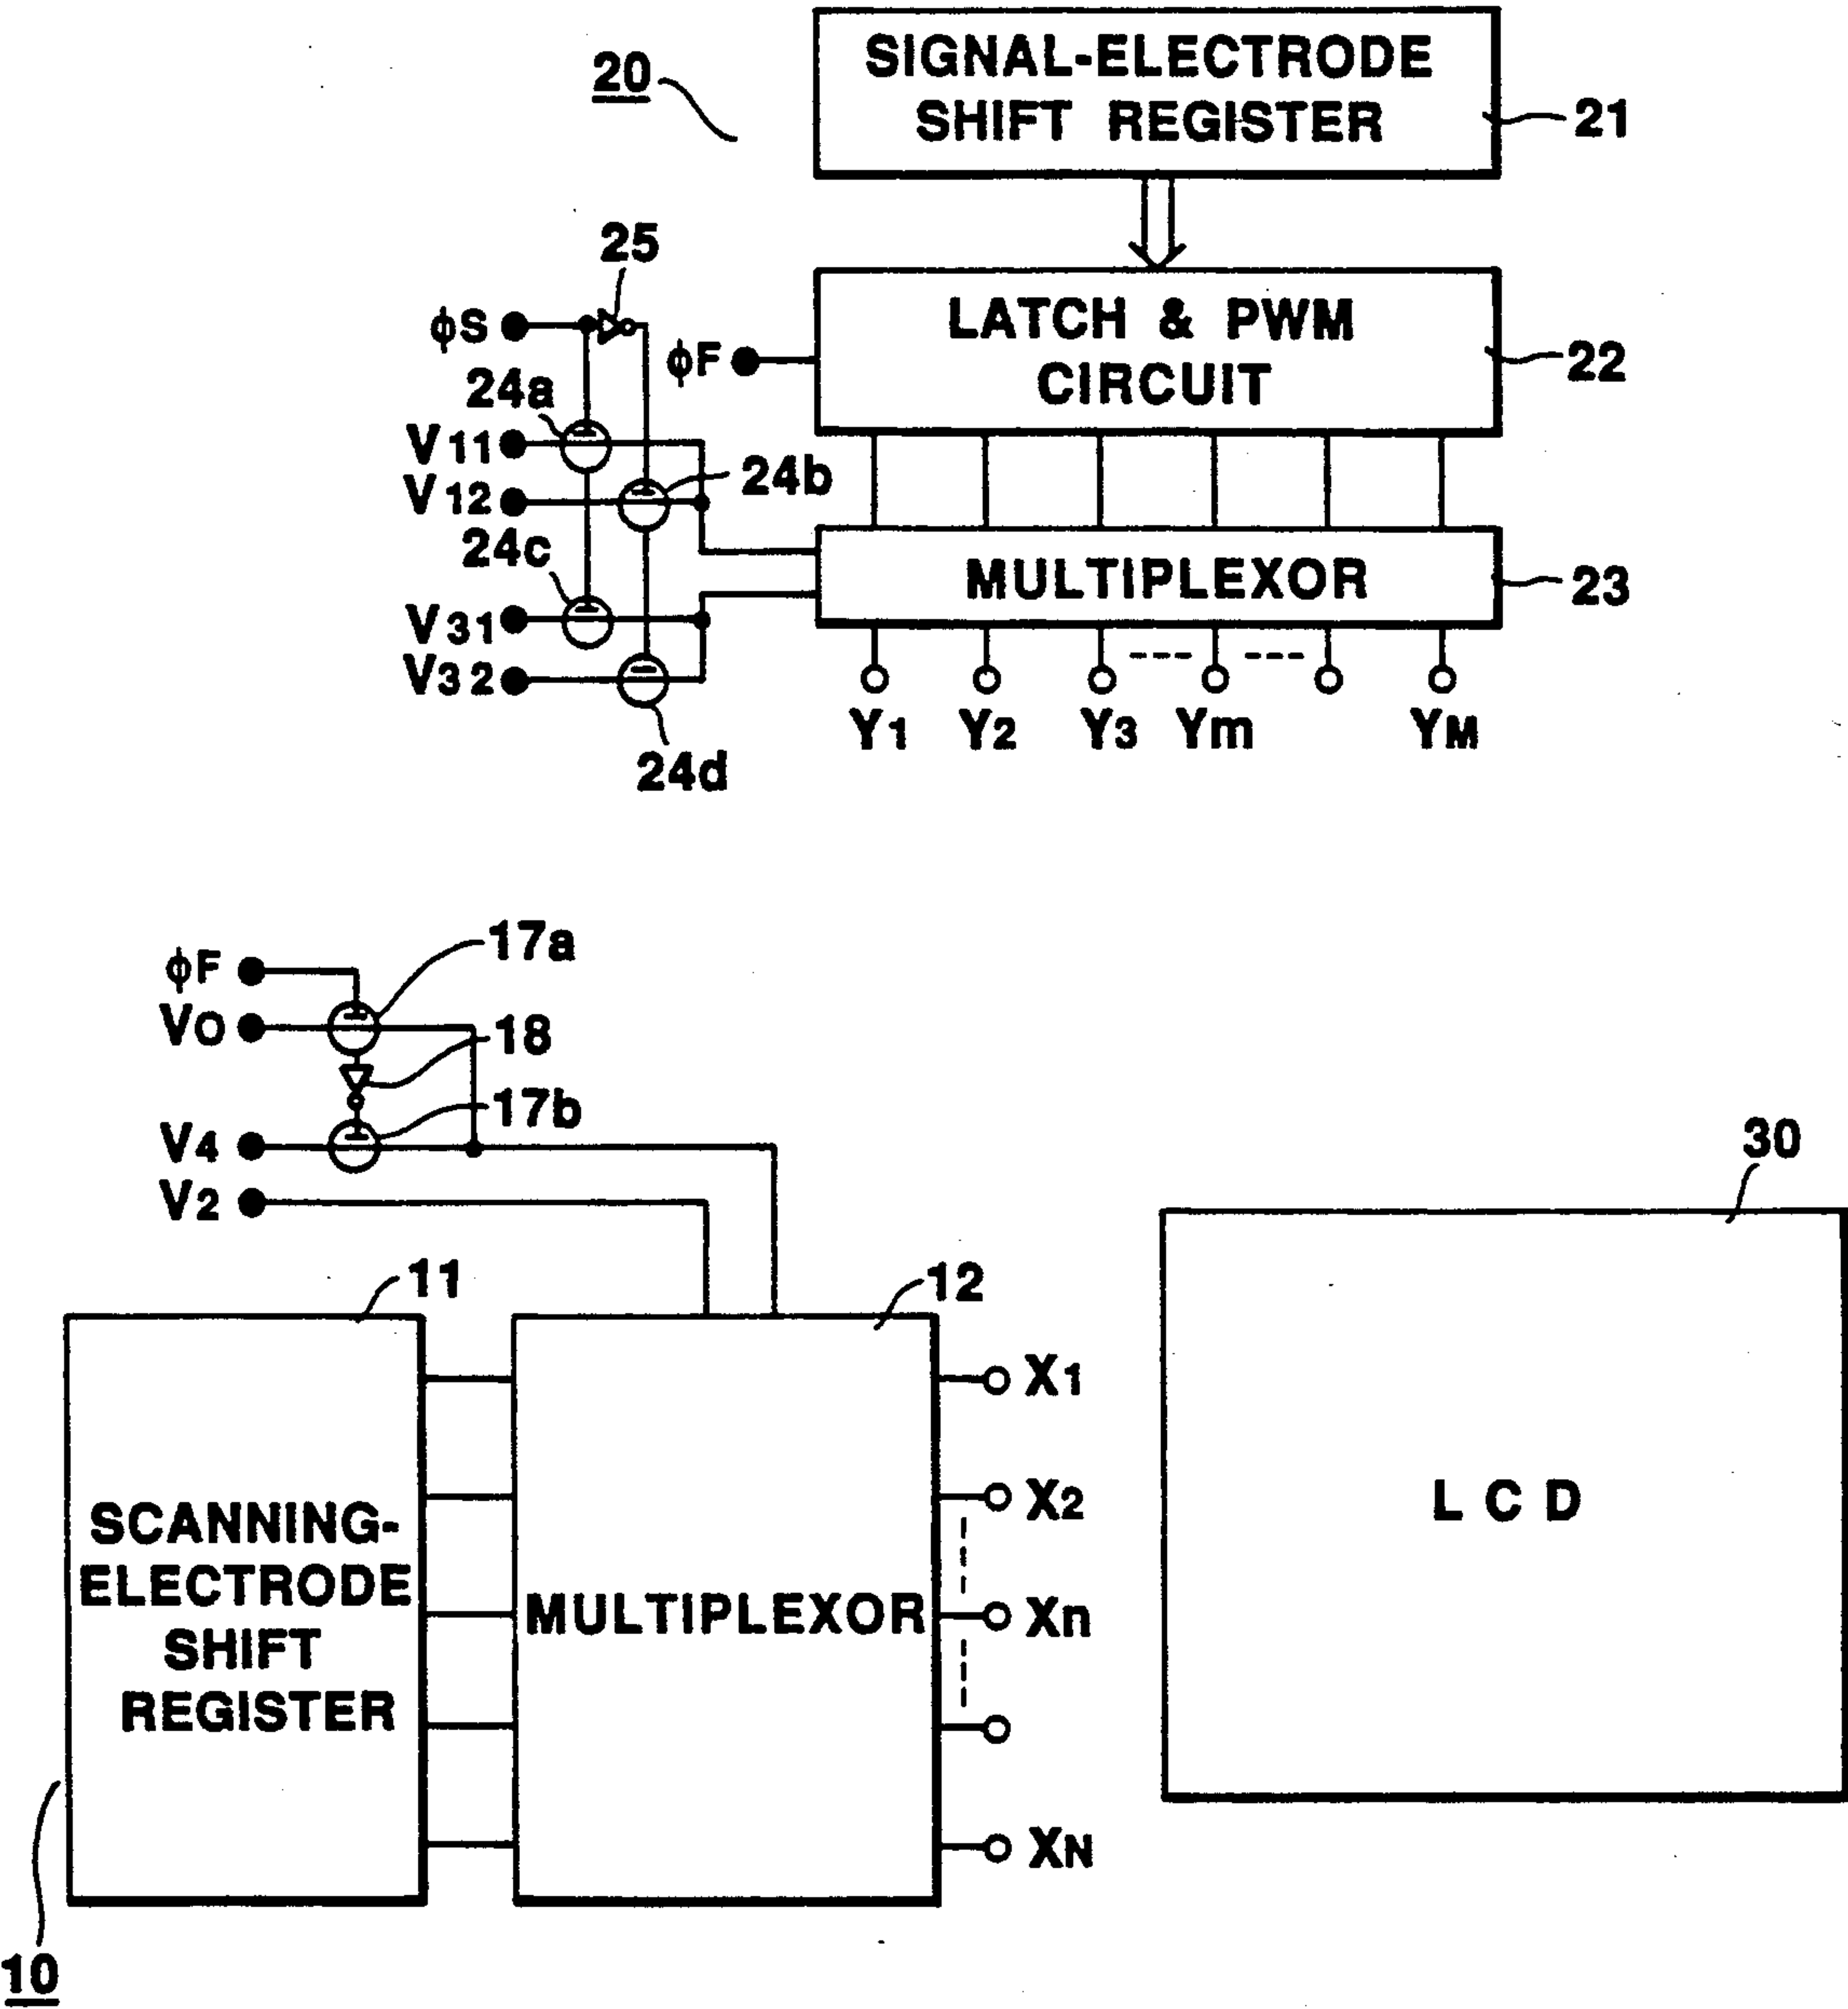 20
SIGNAL-ELECTRODE
SHIFT REGISTER
21
25
φS
φF
LATCH & PWM
CIRCUIT
22
24a
V11
V12
24b
24c
MULTIPLEXOR
23
V31
V32
24d
Y1 Y2 Y3 Ym YM
φF
17a
V0
18
17b
V4
V2
30
11
12
X1
X2
Xn
XN
SCANNING-
ELECTRODE
SHIFT
REGISTER
MULTIPLEXOR
LCD
10